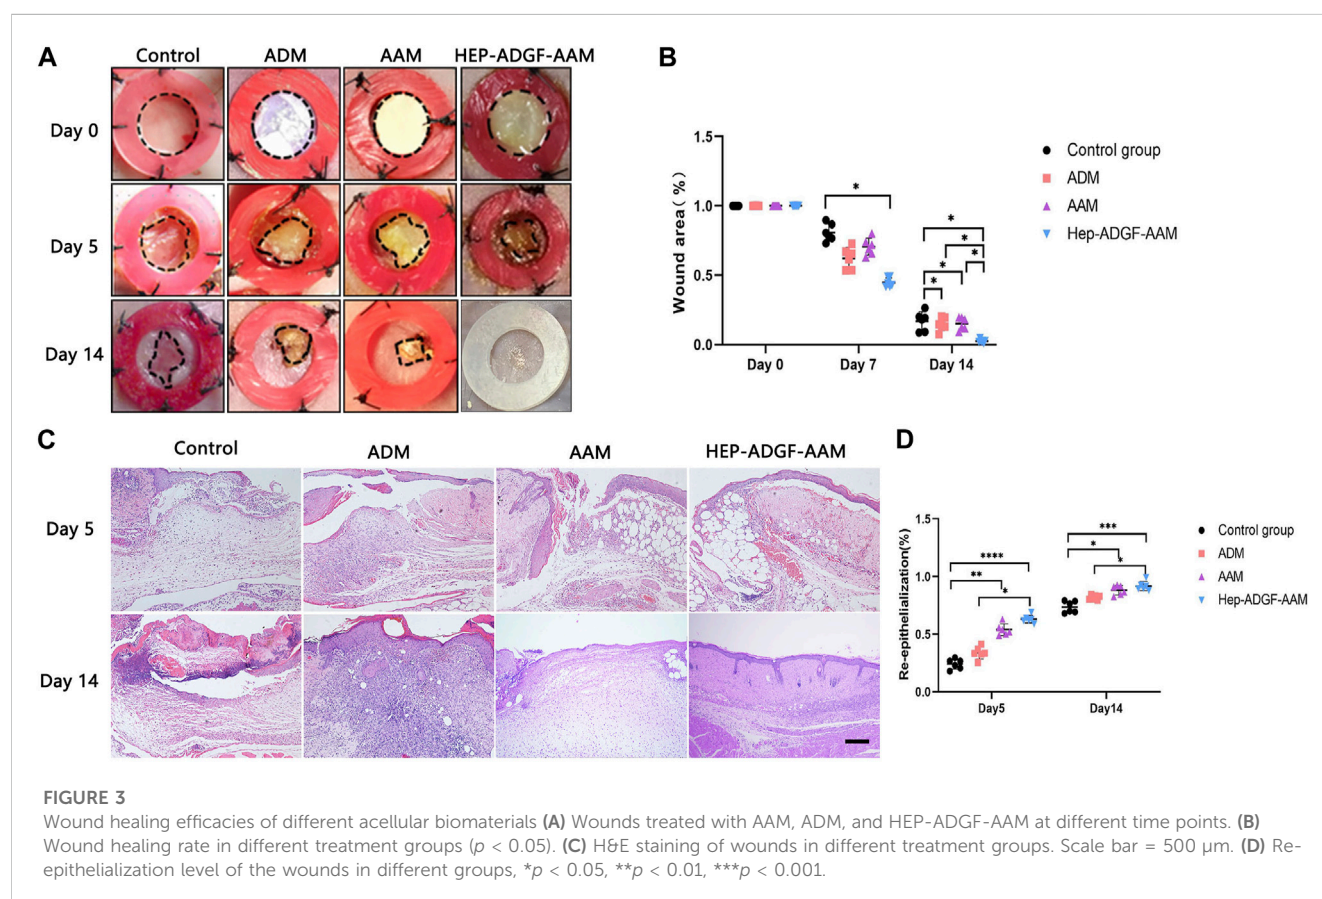 A
Control ADM AAM HEP-ADGF-AAM
Day 0
Day 5
Day 14
B
1.5
1.0
0.5
0.0
Wound area( %)
*
*
*
*
*
*
Day 0 Day 7 Day 14
Control group
ADM
AAM
Hep-ADGF-AAM
C
Control ADM AAM HEP-ADGF-AAM
Day 5
Day 14
D
1.5
1.0
0.5
0.0
Re-epithelialization(%)
****
**
*
***
*
*
Day5 Day14
Control group
ADM
AAM
Hep-ADGF-AAM
FIGURE 3
Wound healing efficacies of different acellular biomaterials (A) Wounds treated with AAM, ADM, and HEP-ADGF-AAM at different time points. (B)
Wound healing rate in different treatment groups (p < 0.05). (C) H&E staining of wounds in different treatment groups. Scale bar = 500 μm. (D) Re-
epithelialization level of the wounds in different groups, *p < 0.05, **p < 0.01, ***p < 0.001.